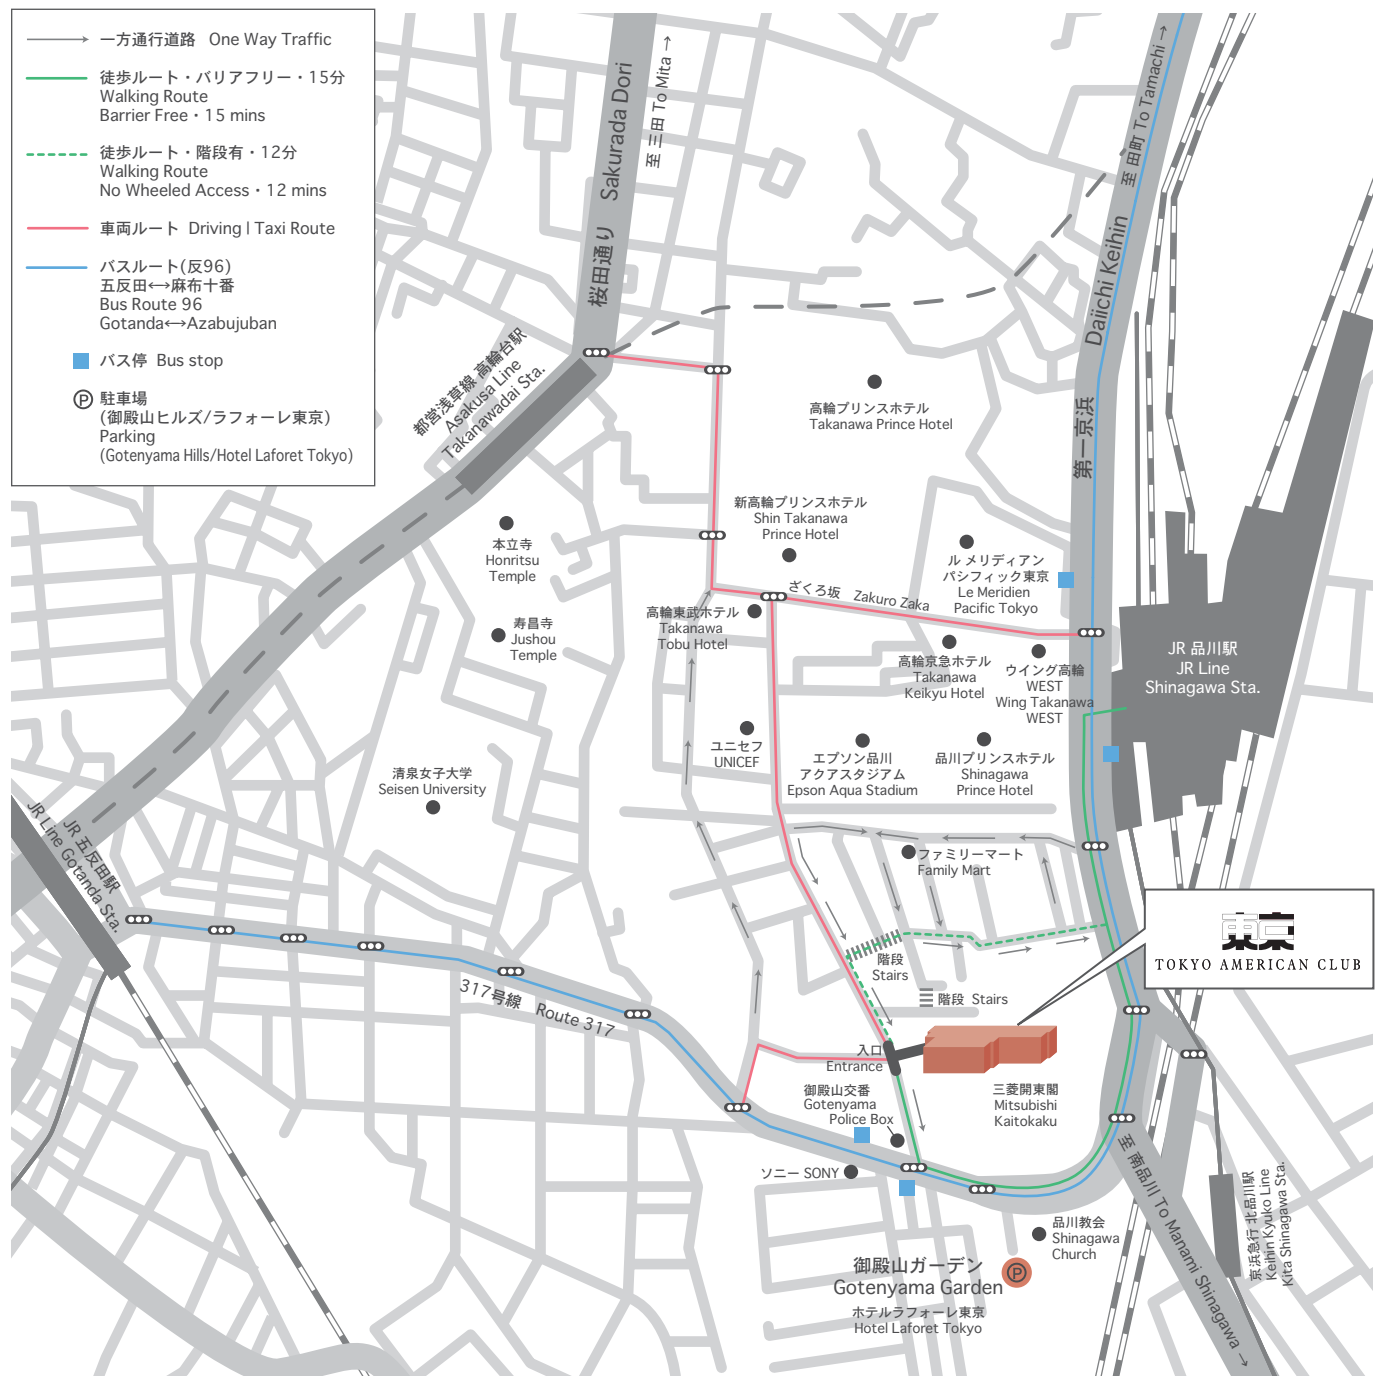 一方通行道路 One Way Traffic
徒歩ルート・バリアフリー・15分
Walking Route
Barrier Free・15 mins
徒歩ルート・階段有・12分
Walking Route
No Wheeled Access・12 mins
車両ルート Driving | Taxi Route
バスルート(反96)
五反田⟷麻布十番
Bus Route 96
Gotanda⟷Azabujuban
バス停 Bus stop
P 駐車場
(御殿山ヒルズ/ラフォーレ東京)
Parking
(Gotenyama Hills/Hotel Laforet Tokyo)
桜田通り Sakurada Dori
至 三田 To Mita →
第一京浜 Daiichi Keihin
至 田町 To Tamachi →
都営浅草線 高輪台駅
Asakusa Line
Takanawadai Sta.
高輪プリンスホテル
Takanawa Prince Hotel
新高輪プリンスホテル
Shin Takanawa
Prince Hotel
本立寺
Honritsu
Temple
ル メリディアン
パシフィック東京
Le Meridien
Pacific Tokyo
ざくろ坂 Zakuro Zaka
高輪東武ホテル
Takanawa
Tobu Hotel
寿昌寺
Jushou
Temple
高輪京急ホテル
Takanawa
Keikyu Hotel
ウイング高輪
WEST
Wing Takanawa
WEST
JR 品川駅
JR Line
Shinagawa Sta.
ユニセフ
UNICEF
エプソン品川
アクアスタジアム
Epson Aqua Stadium
品川プリンスホテル
Shinagawa
Prince Hotel
清泉女子大学
Seisen University
JR 五反田駅
JR Line Gotanda Sta.
ファミリーマート
Family Mart
TOKYO AMERICAN CLUB
階段
Stairs
階段 Stairs
317号線 Route 317
入口
Entrance
御殿山交番
Gotenyama
Police Box
三菱開東閣
Mitsubishi
Kaitokaku
ソニー SONY
至 南品川 To Manami Shinagawa →
京浜急行 北品川駅
Keihin Kyuko Line
Kita Shinagawa Sta.
品川教会
Shinagawa
Church
御殿山ガーデン
Gotenyama Garden
P
ホテルラフォーレ東京
Hotel Laforet Tokyo